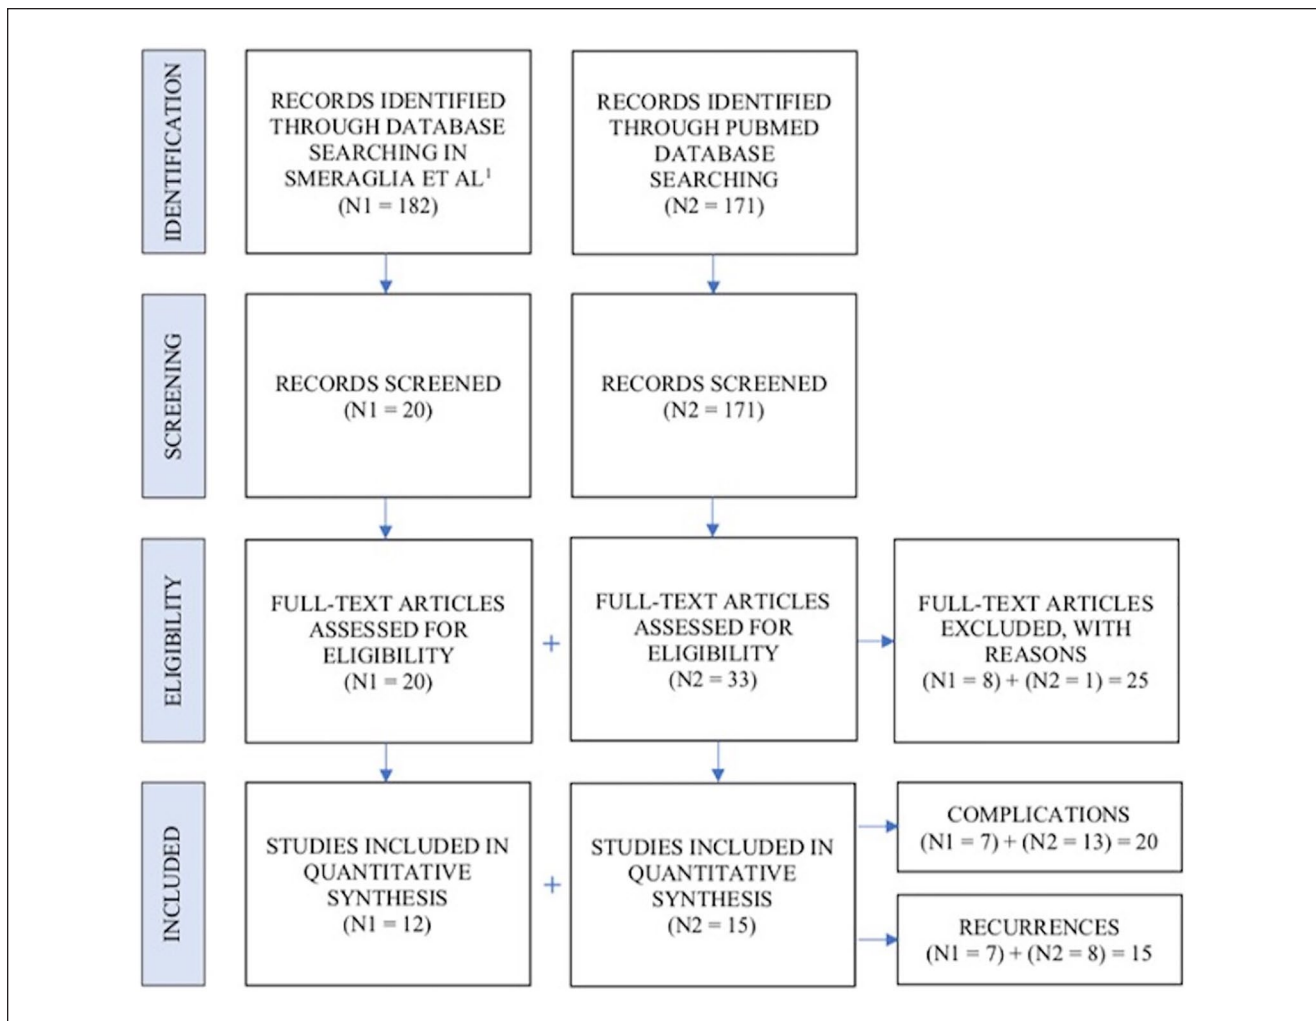 IDENTIFICATION
RECORDS IDENTIFIED
THROUGH DATABASE
SEARCHING IN
SMERAGLIA ET AL1
(N1 = 182)
RECORDS IDENTIFIED
THROUGH PUBMED
DATABASE
SEARCHING
(N2 = 171)
SCREENING
RECORDS SCREENED
(N1 = 20)
RECORDS SCREENED
(N2 = 171)
ELIGIBILITY
FULL-TEXT ARTICLES
ASSESSED FOR
ELIGIBILITY
(N1 = 20)
+
FULL-TEXT ARTICLES
ASSESSED FOR
ELIGIBILITY
(N2 = 33)
FULL-TEXT ARTICLES
EXCLUDED, WITH
REASONS
(N1 = 8) + (N2 = 1) = 25
INCLUDED
STUDIES INCLUDED IN
QUANTITATIVE
SYNTHESIS
(N1 = 12)
+
STUDIES INCLUDED IN
QUANTITATIVE
SYNTHESIS
(N2 = 15)
COMPLICATIONS
(N1 = 7) + (N2 = 13) = 20
RECURRENCES
(N1 = 7) + (N2 = 8) = 15